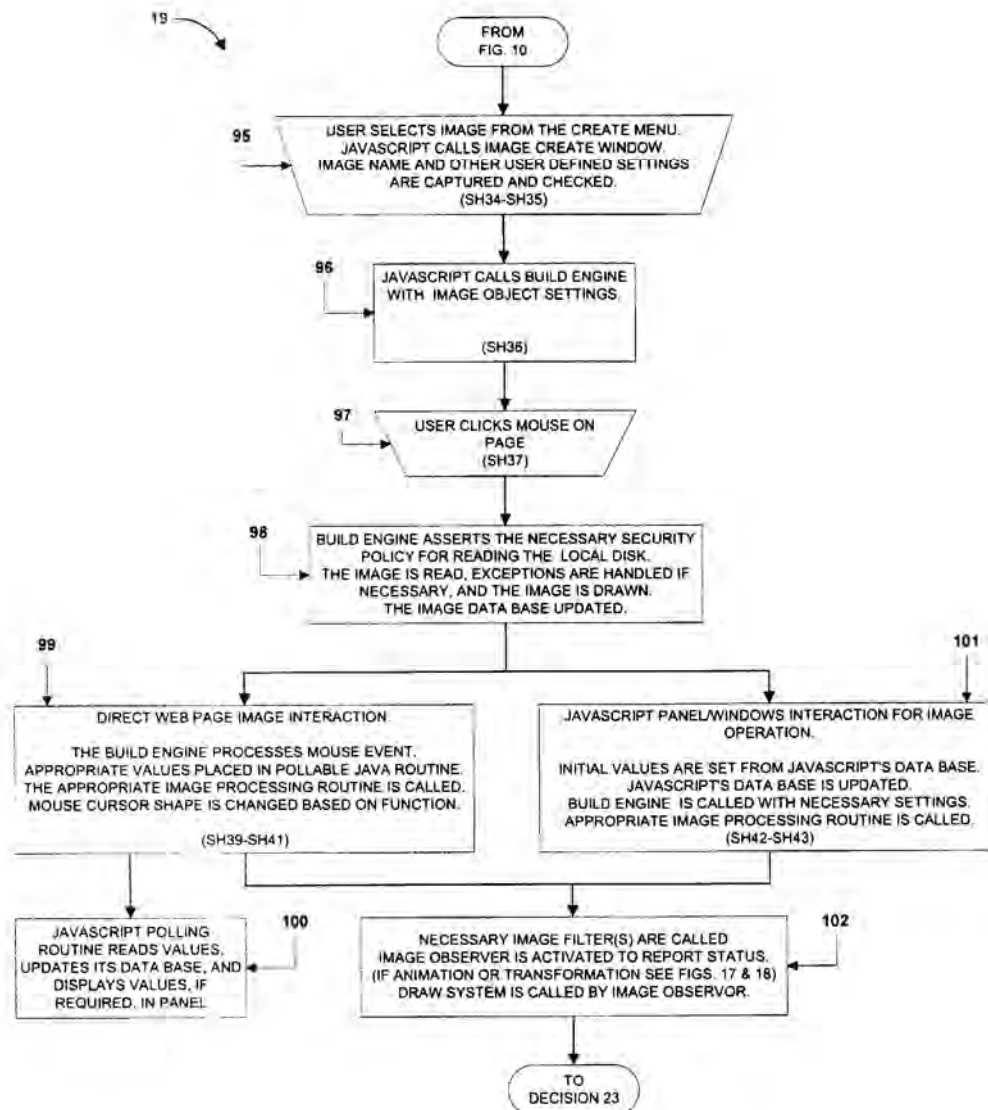 19
FROM
FIG. 10
95
USER SELECTS IMAGE FROM THE CREATE MENU.
JAVASCRIPT CALLS IMAGE CREATE WINDOW.
IMAGE NAME AND OTHER USER DEFINED SETTINGS
ARE CAPTURED AND CHECKED.
(SH34-SH35)
96
JAVASCRIPT CALLS BUILD ENGINE
WITH IMAGE OBJECT SETTINGS.
(SH36)
97
USER CLICKS MOUSE ON
PAGE
(SH37)
98
BUILD ENGINE ASSERTS THE NECESSARY SECURITY
POLICY FOR READING THE LOCAL DISK.
THE IMAGE IS READ, EXCEPTIONS ARE HANDLED IF
NECESSARY, AND THE IMAGE IS DRAWN.
THE IMAGE DATA BASE UPDATED.
99
DIRECT WEB PAGE IMAGE INTERACTION
THE BUILD ENGINE PROCESSES MOUSE EVENT.
APPROPRIATE VALUES PLACED IN POLLABLE JAVA ROUTINE.
THE APPROPRIATE IMAGE PROCESSING ROUTINE IS CALLED.
MOUSE CURSOR SHAPE IS CHANGED BASED ON FUNCTION.
(SH39-SH41)
101
JAVASCRIPT PANEL/WINDOWS INTERACTION FOR IMAGE
OPERATION.
INITIAL VALUES ARE SET FROM JAVASCRIPT'S DATA BASE.
JAVASCRIPT'S DATA BASE IS UPDATED.
BUILD ENGINE IS CALLED WITH NECESSARY SETTINGS.
APPROPRIATE IMAGE PROCESSING ROUTINE IS CALLED.
(SH42-SH43)
JAVASCRIPT POLLING
ROUTINE READS VALUES,
UPDATES ITS DATA BASE, AND
DISPLAYS VALUES, IF
REQUIRED, IN PANEL
100
NECESSARY IMAGE FILTER(S) ARE CALLED
IMAGE OBSERVER IS ACTIVATED TO REPORT STATUS.
(IF ANIMATION OR TRANSFORMATION SEE FIGS. 17 & 18)
DRAW SYSTEM IS CALLED BY IMAGE OBSERVOR.
102
TO
DECISION 23